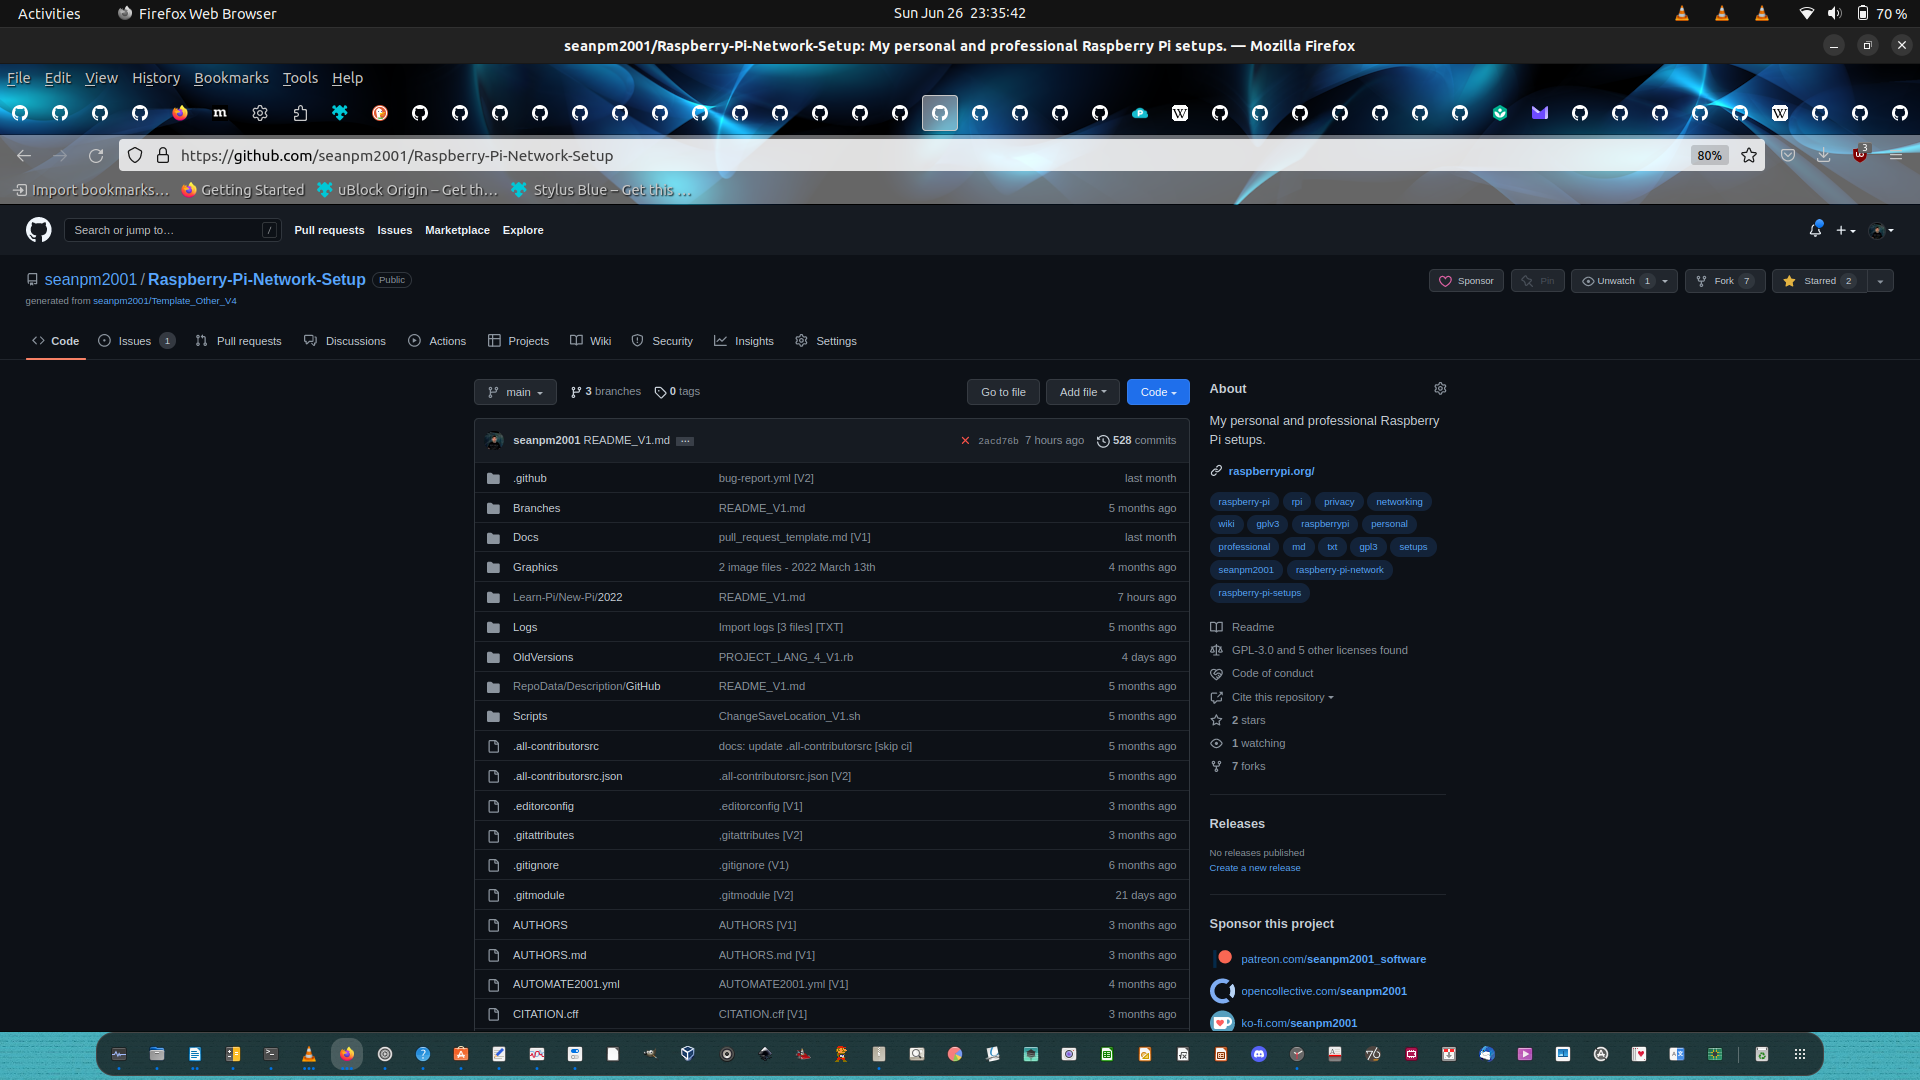 Activities Firefox Web Browser Sun Jun 26 23:35:42 70 %
seanpm2001/Raspberry-Pi-Network-Setup: My personal and professional Raspberry Pi setups. — Mozilla Firefox
File Edit View History Bookmarks Tools Help
https://github.com/seanpm2001/Raspberry-Pi-Network-Setup 80% 3
Import bookmarks… Getting Started uBlock Origin – Get th… Stylus Blue – Get this …
Search or jump to… / Pull requests Issues Marketplace Explore
seanpm2001 / Raspberry-Pi-Network-Setup Public Sponsor Pin Unwatch 1 Fork 7 Starred 2
generated from seanpm2001/Template_Other_V4
Code Issues 1 Pull requests Discussions Actions Projects Wiki Security Insights Settings
main 3 branches 0 tags Go to file Add file Code
seanpm2001 README_V1.md … 2acd76b 7 hours ago 528 commits
.github bug-report.yml [V2] last month
Branches README_V1.md 5 months ago
Docs pull_request_template.md [V1] last month
Graphics 2 image files - 2022 March 13th 4 months ago
Learn-Pi/New-Pi/2022 README_V1.md 7 hours ago
Logs Import logs [3 files] [TXT] 5 months ago
OldVersions PROJECT_LANG_4_V1.rb 4 days ago
RepoData/Description/GitHub README_V1.md 5 months ago
Scripts ChangeSaveLocation_V1.sh 5 months ago
.all-contributorsrc docs: update .all-contributorsrc [skip ci] 5 months ago
.all-contributorsrc.json .all-contributorsrc.json [V2] 5 months ago
.editorconfig .editorconfig [V1] 3 months ago
.gitattributes ,gitattributes [V2] 3 months ago
.gitignore .gitignore (V1) 6 months ago
.gitmodule .gitmodule [V2] 21 days ago
AUTHORS AUTHORS [V1] 3 months ago
AUTHORS.md AUTHORS.md [V1] 3 months ago
AUTOMATE2001.yml AUTOMATE2001.yml [V1] 4 months ago
CITATION.cff CITATION.cff [V1] 3 months ago
About
My personal and professional Raspberry
Pi setups.
raspberrypi.org/
raspberry-pi rpi privacy networking
wiki gplv3 raspberrypi personal
professional md txt gpl3 setups
seanpm2001 raspberry-pi-network
raspberry-pi-setups
Readme
GPL-3.0 and 5 other licenses found
Code of conduct
Cite this repository
2 stars
1 watching
7 forks
Releases
No releases published
Create a new release
Sponsor this project
patreon.com/seanpm2001_software
opencollective.com/seanpm2001
ko-fi.com/seanpm2001